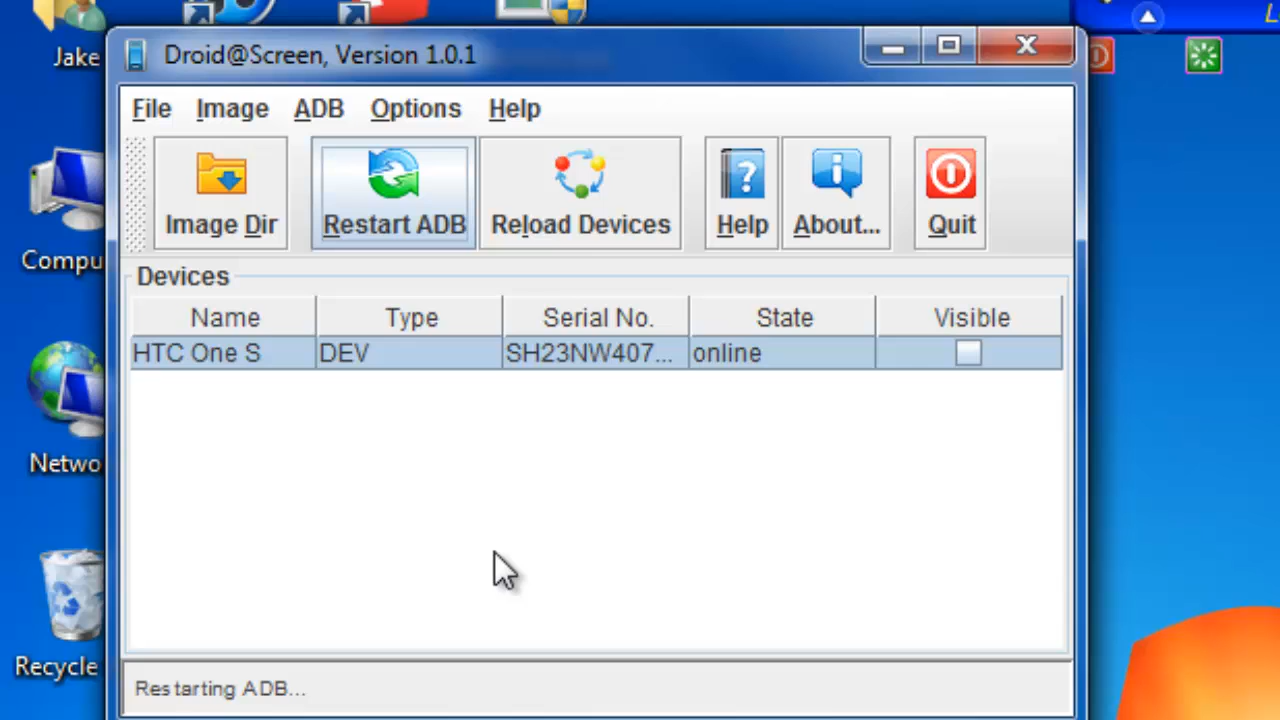 Jake
Droid@Screen, Version 1.0.1
File Image ADB Options Help
Image Dir Restart ADB Reload Devices Help About... Quit
Compu
Devices
Name Type Serial No. State Visible
HTC One S DEV SH23NW407... online
Netwo
Recycle
Restarting ADB...